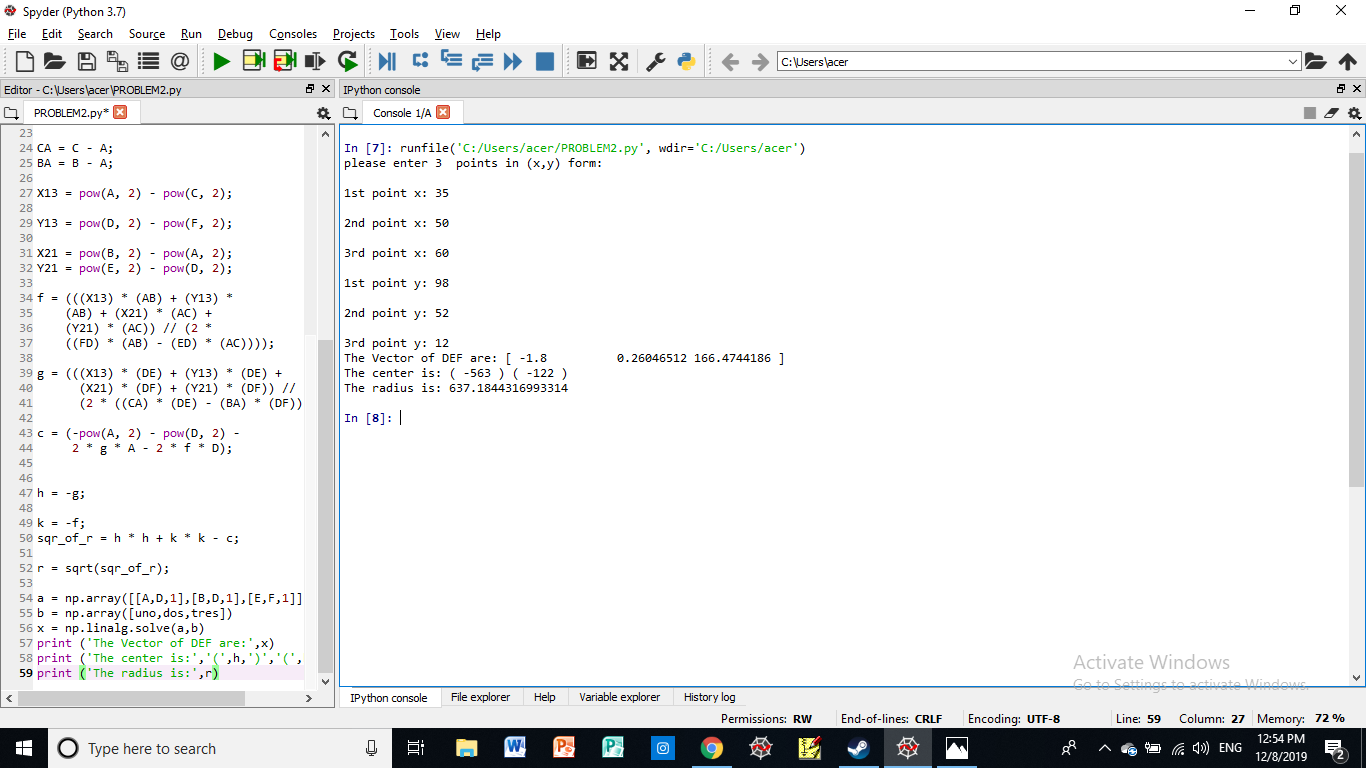 Spyder (Python 3.7)
File Edit Search Source Run Debug Consoles Projects Tools View Help
C:\Users\acer
Editor - C:\Users\acer\PROBLEM2.py
IPython console
PROBLEM2.py*
Console 1/A
23
24 CA = C - A;
25 BA = B - A;
26
27 X13 = pow(A, 2) - pow(C, 2);
28
29 Y13 = pow(D, 2) - pow(F, 2);
30
31 X21 = pow(B, 2) - pow(A, 2);
32 Y21 = pow(E, 2) - pow(D, 2);
33
34 f = (((X13) * (AB) + (Y13) *
35 (AB) + (X21) * (AC) +
36 (Y21) * (AC)) // (2 *
37 ((FD) * (AB) - (ED) * (AC))));
38
39 g = (((X13) * (DE) + (Y13) * (DE) +
40 (X21) * (DF) + (Y21) * (DF)) //
41 (2 * ((CA) * (DE) - (BA) * (DF))
42
43 c = (-pow(A, 2) - pow(D, 2) -
44 2 * g * A - 2 * f * D);
45
46
47 h = -g;
48
49 k = -f;
50 sqr_of_r = h * h + k * k - c;
51
52 r = sqrt(sqr_of_r);
53
54 a = np.array([[A,D,1],[B,D,1],[E,F,1]]
55 b = np.array([uno,dos,tres])
56 x = np.linalg.solve(a,b)
57 print ('The Vector of DEF are:',x)
58 print ('The center is:','(',h,')','(',
59 print ('The radius is:',r)
In [7]: runfile('C:/Users/acer/PROBLEM2.py', wdir='C:/Users/acer')
please enter 3 points in (x,y) form:
1st point x: 35
2nd point x: 50
3rd point x: 60
1st point y: 98
2nd point y: 52
3rd point y: 12
The Vector of DEF are: [ -1.8 0.26046512 166.4744186 ]
The center is: ( -563 ) ( -122 )
The radius is: 637.1844316993314
In [8]:
Activate Windows
Go to Settings to activate Windows.
IPython console File explorer Help Variable explorer History log
Permissions: RW End-of-lines: CRLF Encoding: UTF-8 Line: 59 Column: 27 Memory: 72 %
Type here to search
ENG
12:54 PM
12/8/2019
2